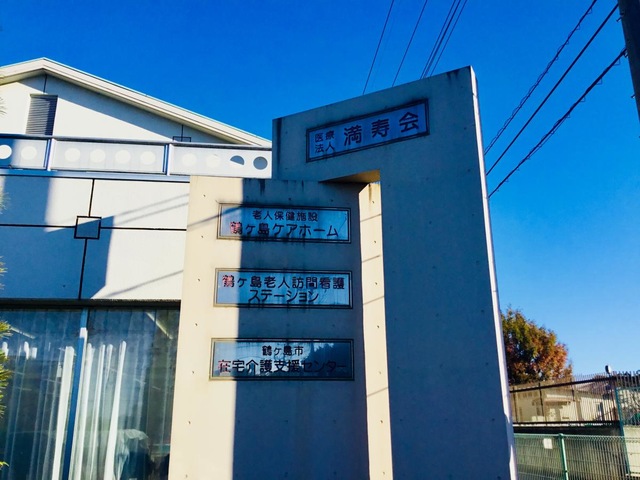 医療
法人 満寿会
老人保健施設
鶴ヶ島ケアホーム
鶴ヶ島老人訪問看護
ステーション
鶴ヶ島市
在宅介護支援センター